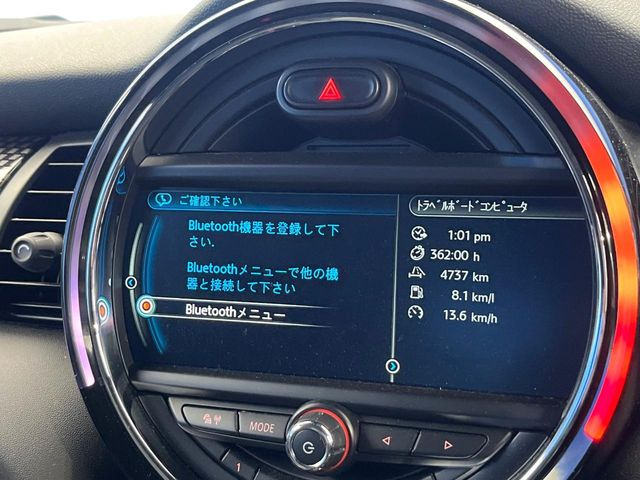 ご確認下さい
Bluetooth機器を登録して下
さい.
Bluetoothメニューで他の機
器と接続して下さい
Bluetoothメニュー
ﾄﾗﾍﾞﾙﾎﾞｰﾄﾞｺﾝﾋﾟｭｰﾀ
1:01 pm
362:00 h
4737 km
8.1 km/l
13.6 km/h
MODE
1